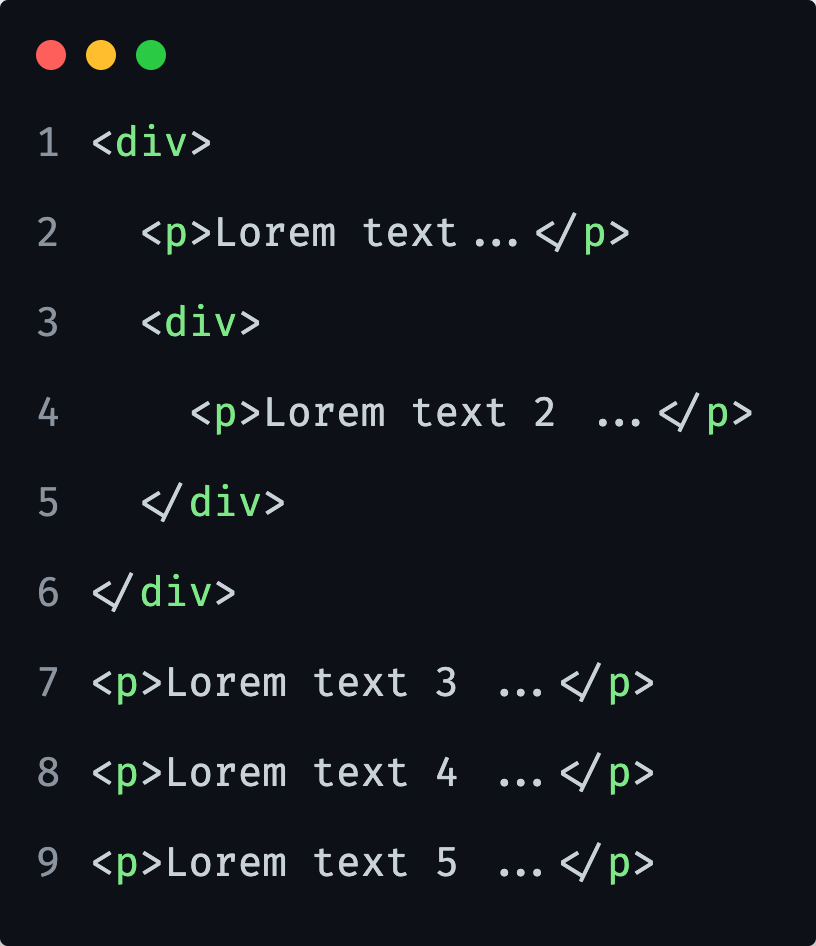 1 <div>
2   <p>Lorem text...</p>
3   <div>
4     <p>Lorem text 2 ...</p>
5   </div>
6 </div>
7 <p>Lorem text 3 ...</p>
8 <p>Lorem text 4 ...</p>
9 <p>Lorem text 5 ...</p>